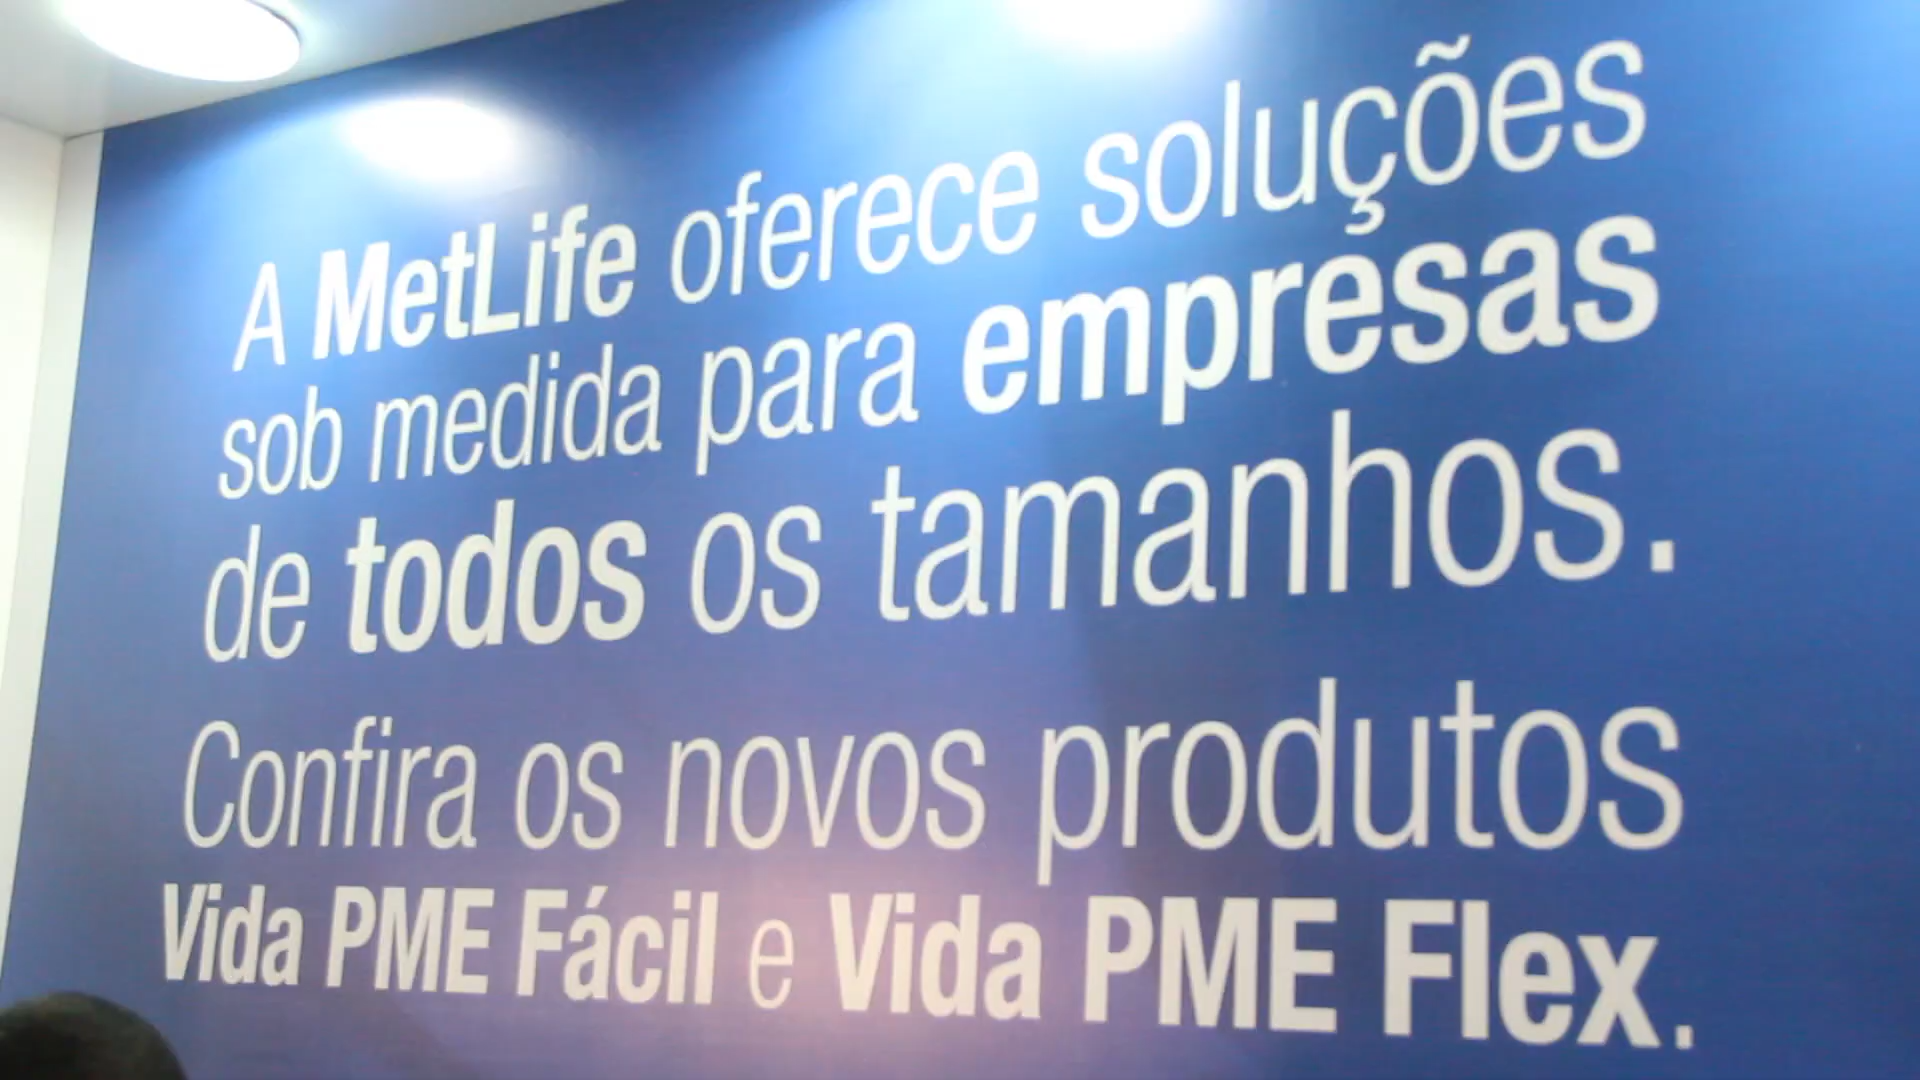 A MetLife oferece soluções
sob medida para empresas
de todos os tamanhos.
Confira os novos produtos
Vida PME Fácil e Vida PME Flex.